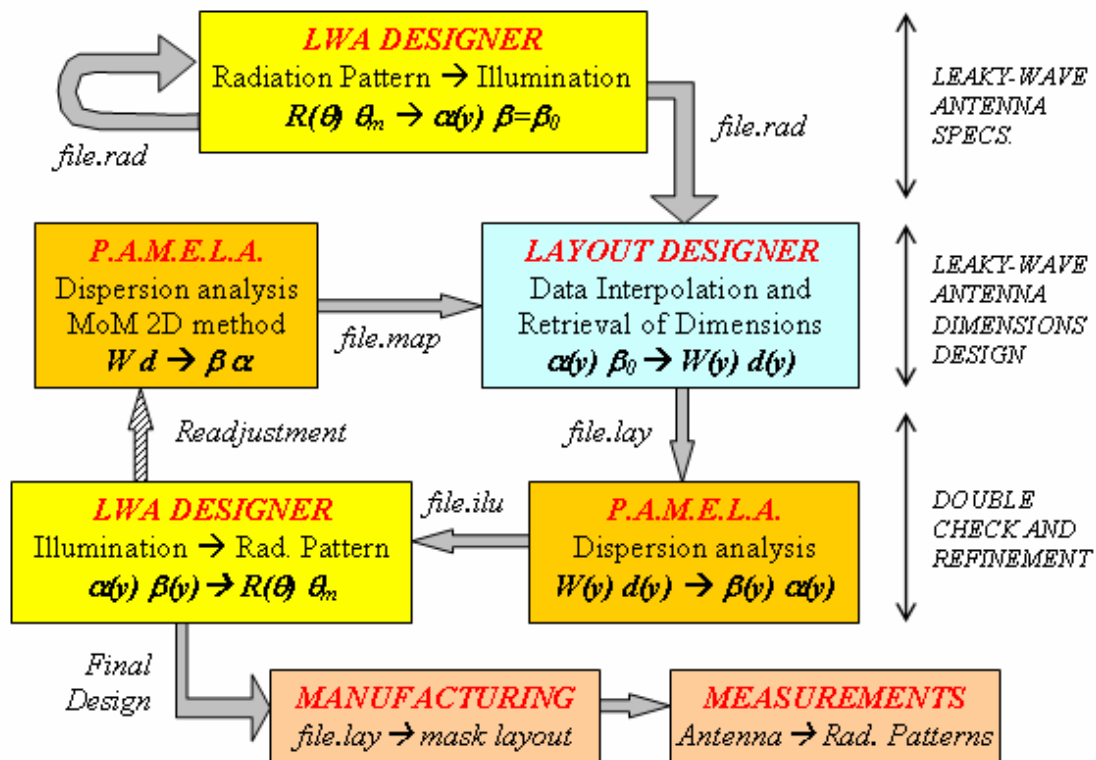 LWA DESIGNER
Radiation Pattern → Illumination
R(θ) θm → α(y) β=β0
file.rad
file.rad
LEAKY-WAVE
ANTENNA
SPECS.
P.A.M.E.L.A.
Dispersion analysis
MoM 2D method
W d → β α
file.map
LAYOUT DESIGNER
Data Interpolation and
Retrieval of Dimensions
α(y) β0 → W(y) d(y)
LEAKY-WAVE
ANTENNA
DIMENSIONS
DESIGN
Readjustment
file.lay
LWA DESIGNER
Illumination → Rad. Pattern
α(y) β(y) → R(θ) θm
file.ilu
P.A.M.E.L.A.
Dispersion analysis
W(y) d(y) → β(y) α(y)
DOUBLE
CHECK AND
REFINEMENT
Final
Design
MANUFACTURING
file.lay → mask layout
MEASUREMENTS
Antenna → Rad. Patterns